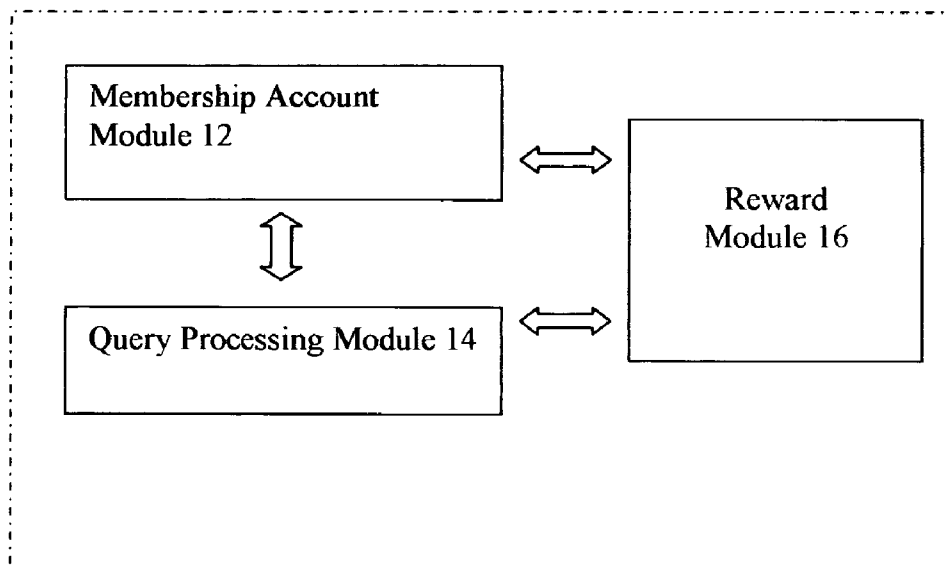 Membership Account
Module 12
Reward
Module 16
Query Processing Module 14